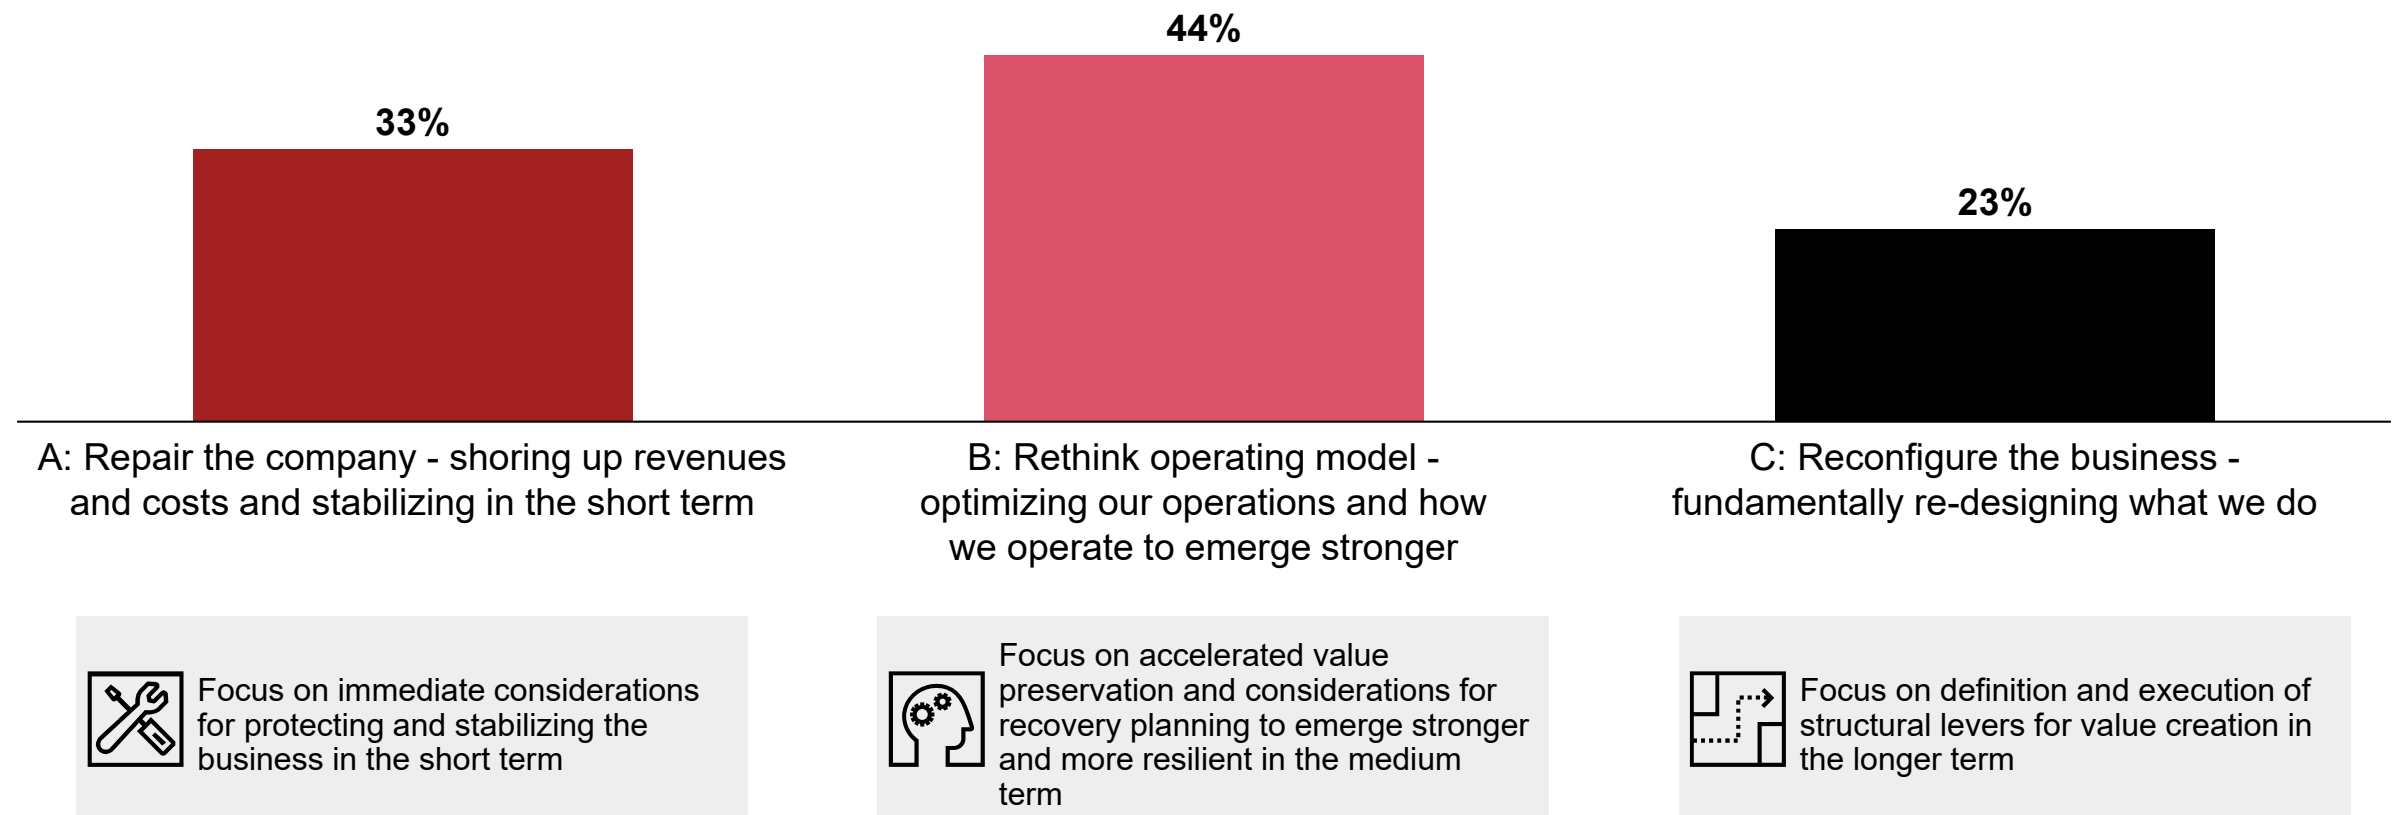 44%
33%
23%
A: Repair the company - shoring up revenues
and costs and stabilizing in the short term
B: Rethink operating model -
optimizing our operations and how
we operate to emerge stronger
C: Reconfigure the business -
fundamentally re-designing what we do
Focus on immediate considerations
for protecting and stabilizing the
business in the short term
Focus on accelerated value
preservation and considerations for
recovery planning to emerge stronger
and more resilient in the medium
term
Focus on definition and execution of
structural levers for value creation in
the longer term